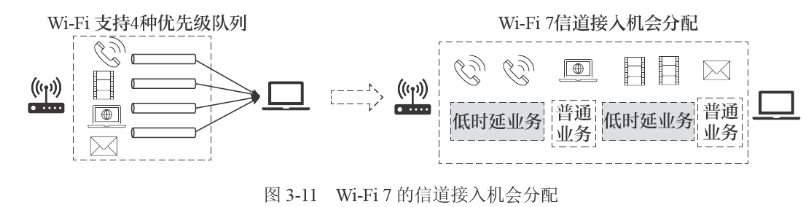 Wi-Fi 支持4种优先级队列
Wi-Fi 7信道接入机会分配
低时延业务
普通
业务
低时延业务
普通
业务
图 3-11 Wi-Fi 7 的信道接入机会分配